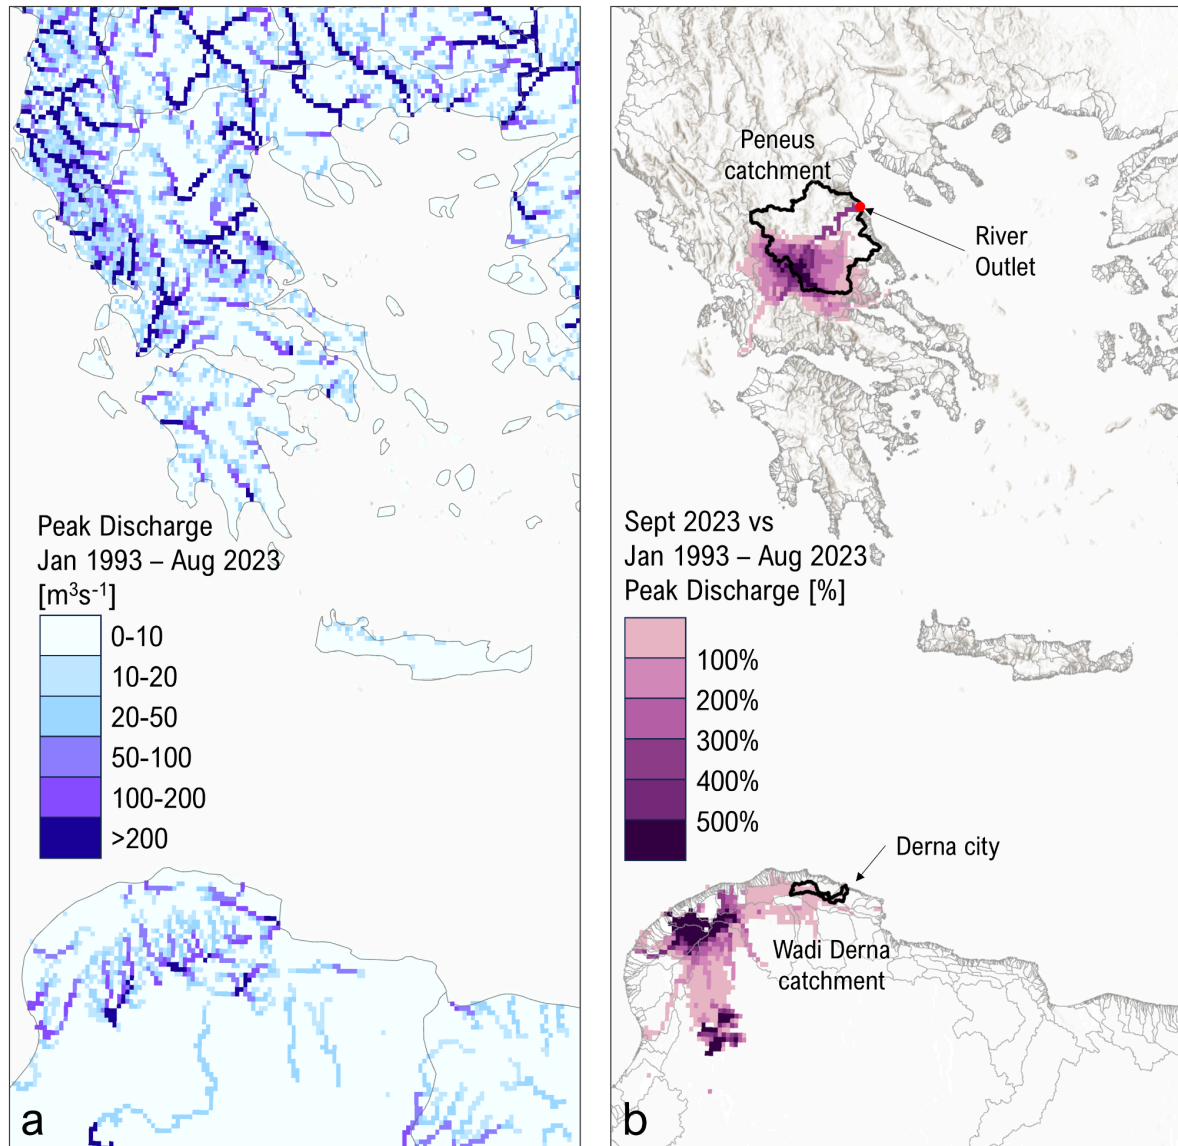 Peak Discharge
Jan 1993 – Aug 2023
[m³s⁻¹]
0-10
10-20
20-50
50-100
100-200
>200
a
Peneus
catchment
River
Outlet
Sept 2023 vs
Jan 1993 – Aug 2023
Peak Discharge [%]
100%
200%
300%
400%
500%
Derna city
Wadi Derna
catchment
b